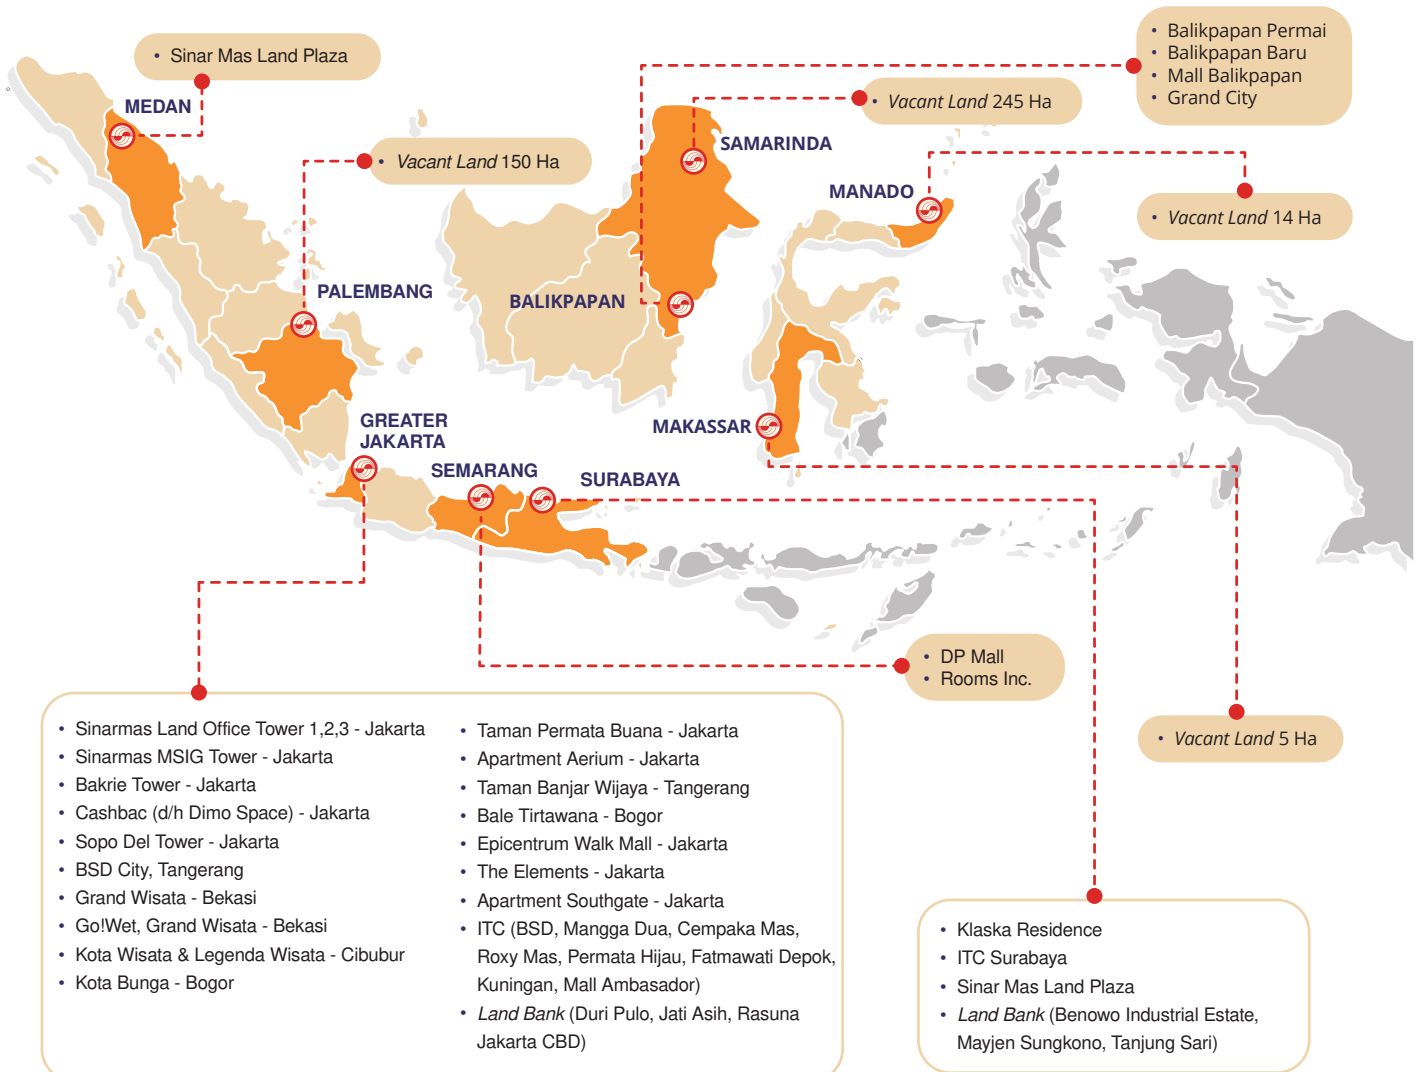 • Sinar Mas Land Plaza
MEDAN
• Vacant Land 150 Ha
PALEMBANG
• Balikpapan Permai
• Balikpapan Baru
• Mall Balikpapan
• Grand City
• Vacant Land 245 Ha
SAMARINDA
MANADO
• Vacant Land 14 Ha
BALIKPAPAN
MAKASSAR
GREATER
JAKARTA
SEMARANG
SURABAYA
• DP Mall
• Rooms Inc.
• Vacant Land 5 Ha
• Sinarmas Land Office Tower 1,2,3 - Jakarta
• Sinarmas MSIG Tower - Jakarta
• Bakrie Tower - Jakarta
• Cashbac (d/h Dimo Space) - Jakarta
• Sopo Del Tower - Jakarta
• BSD City, Tangerang
• Grand Wisata - Bekasi
• Go!Wet, Grand Wisata - Bekasi
• Kota Wisata & Legenda Wisata - Cibubur
• Kota Bunga - Bogor
• Taman Permata Buana - Jakarta
• Apartment Aerium - Jakarta
• Taman Banjar Wijaya - Tangerang
• Bale Tirtawana - Bogor
• Epicentrum Walk Mall - Jakarta
• The Elements - Jakarta
• Apartment Southgate - Jakarta
• ITC (BSD, Mangga Dua, Cempaka Mas,
Roxy Mas, Permata Hijau, Fatmawati Depok,
Kuningan, Mall Ambasador)
• Land Bank (Duri Pulo, Jati Asih, Rasuna
Jakarta CBD)
• Klaska Residence
• ITC Surabaya
• Sinar Mas Land Plaza
• Land Bank (Benowo Industrial Estate,
Mayjen Sungkono, Tanjung Sari)